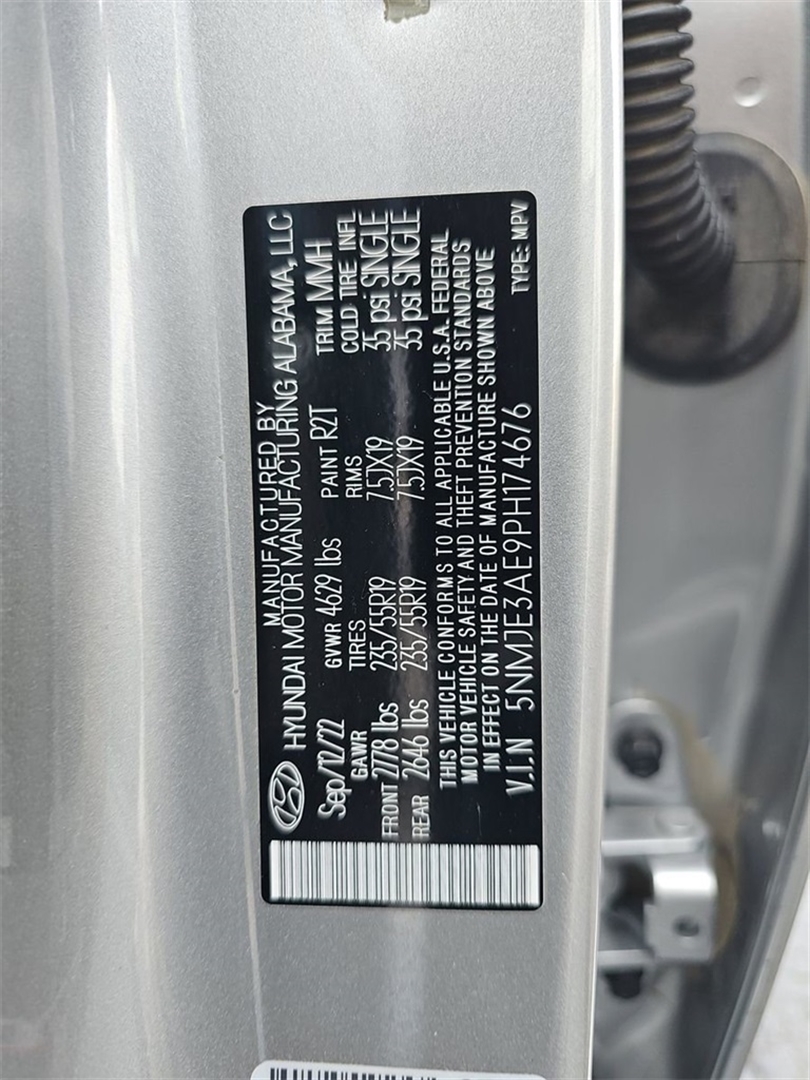 MANUFACTURED BY
HYUNDAI MOTOR MANUFACTURING ALABAMA, LLC
Sep/12/22 GVWR 4629 lbs PAINT R2T TRIM MMH
GAWR TIRES RIMS COLD TIRE INFL
FRONT 2778 lbs 235/55R19 7.5JX19 35 psi SINGLE
REAR 2646 lbs 235/55R19 7.5JX19 35 psi SINGLE
THIS VEHICLE CONFORMS TO ALL APPLICABLE U.S.A. FEDERAL
MOTOR VEHICLE SAFETY AND THEFT PREVENTION STANDARDS
IN EFFECT ON THE DATE OF MANUFACTURE SHOWN ABOVE
V.I.N 5NMJE3AE9PH174676 TYPE: MPV